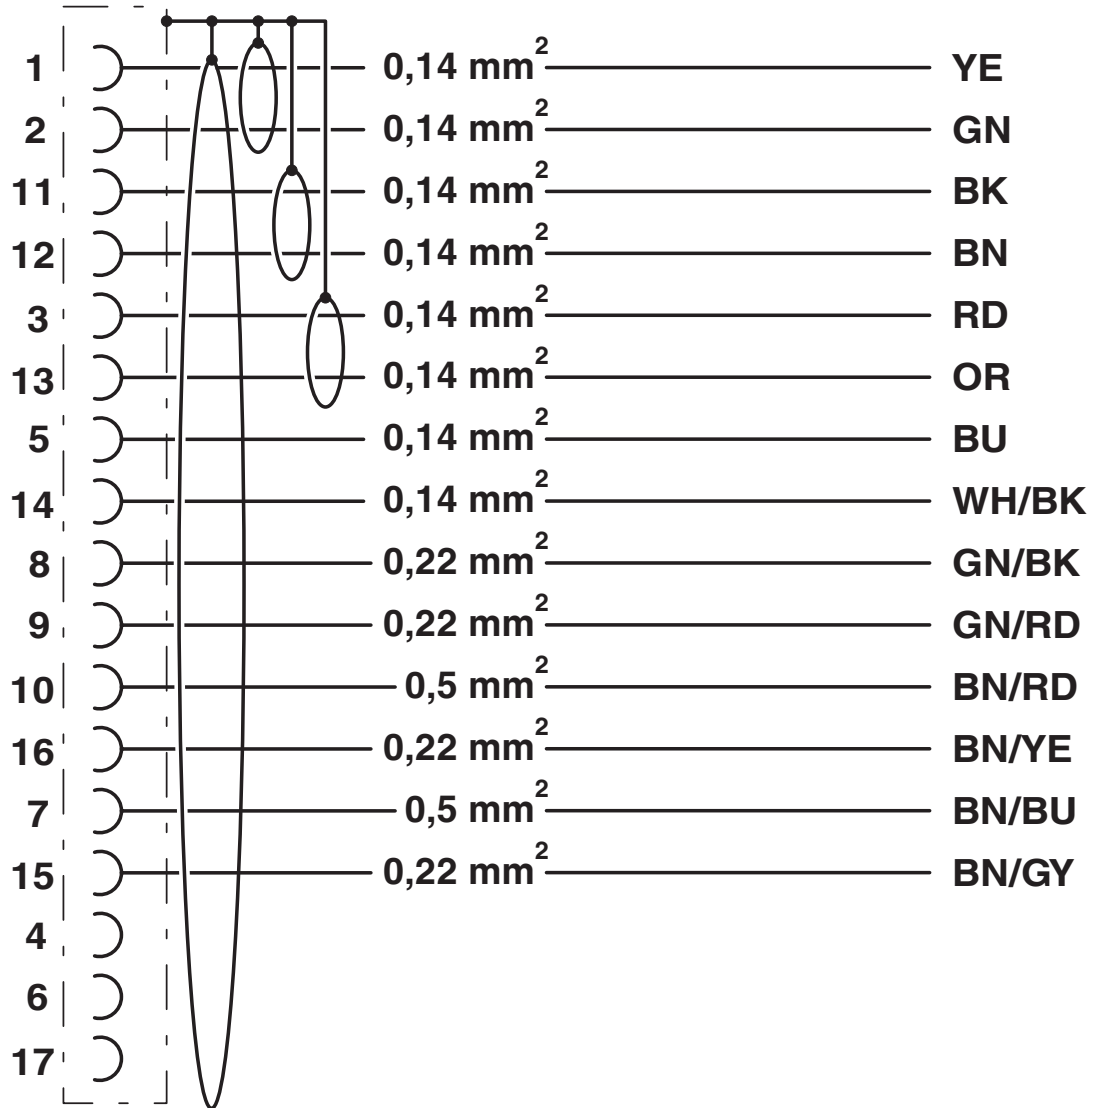 1 0,14 mm² YE
2 0,14 mm² GN
11 0,14 mm² BK
12 0,14 mm² BN
3 0,14 mm² RD
13 0,14 mm² OR
5 0,14 mm² BU
14 0,14 mm² WH/BK
8 0,22 mm² GN/BK
9 0,22 mm² GN/RD
10 0,5 mm² BN/RD
16 0,22 mm² BN/YE
7 0,5 mm² BN/BU
15 0,22 mm² BN/GY
4
6
17